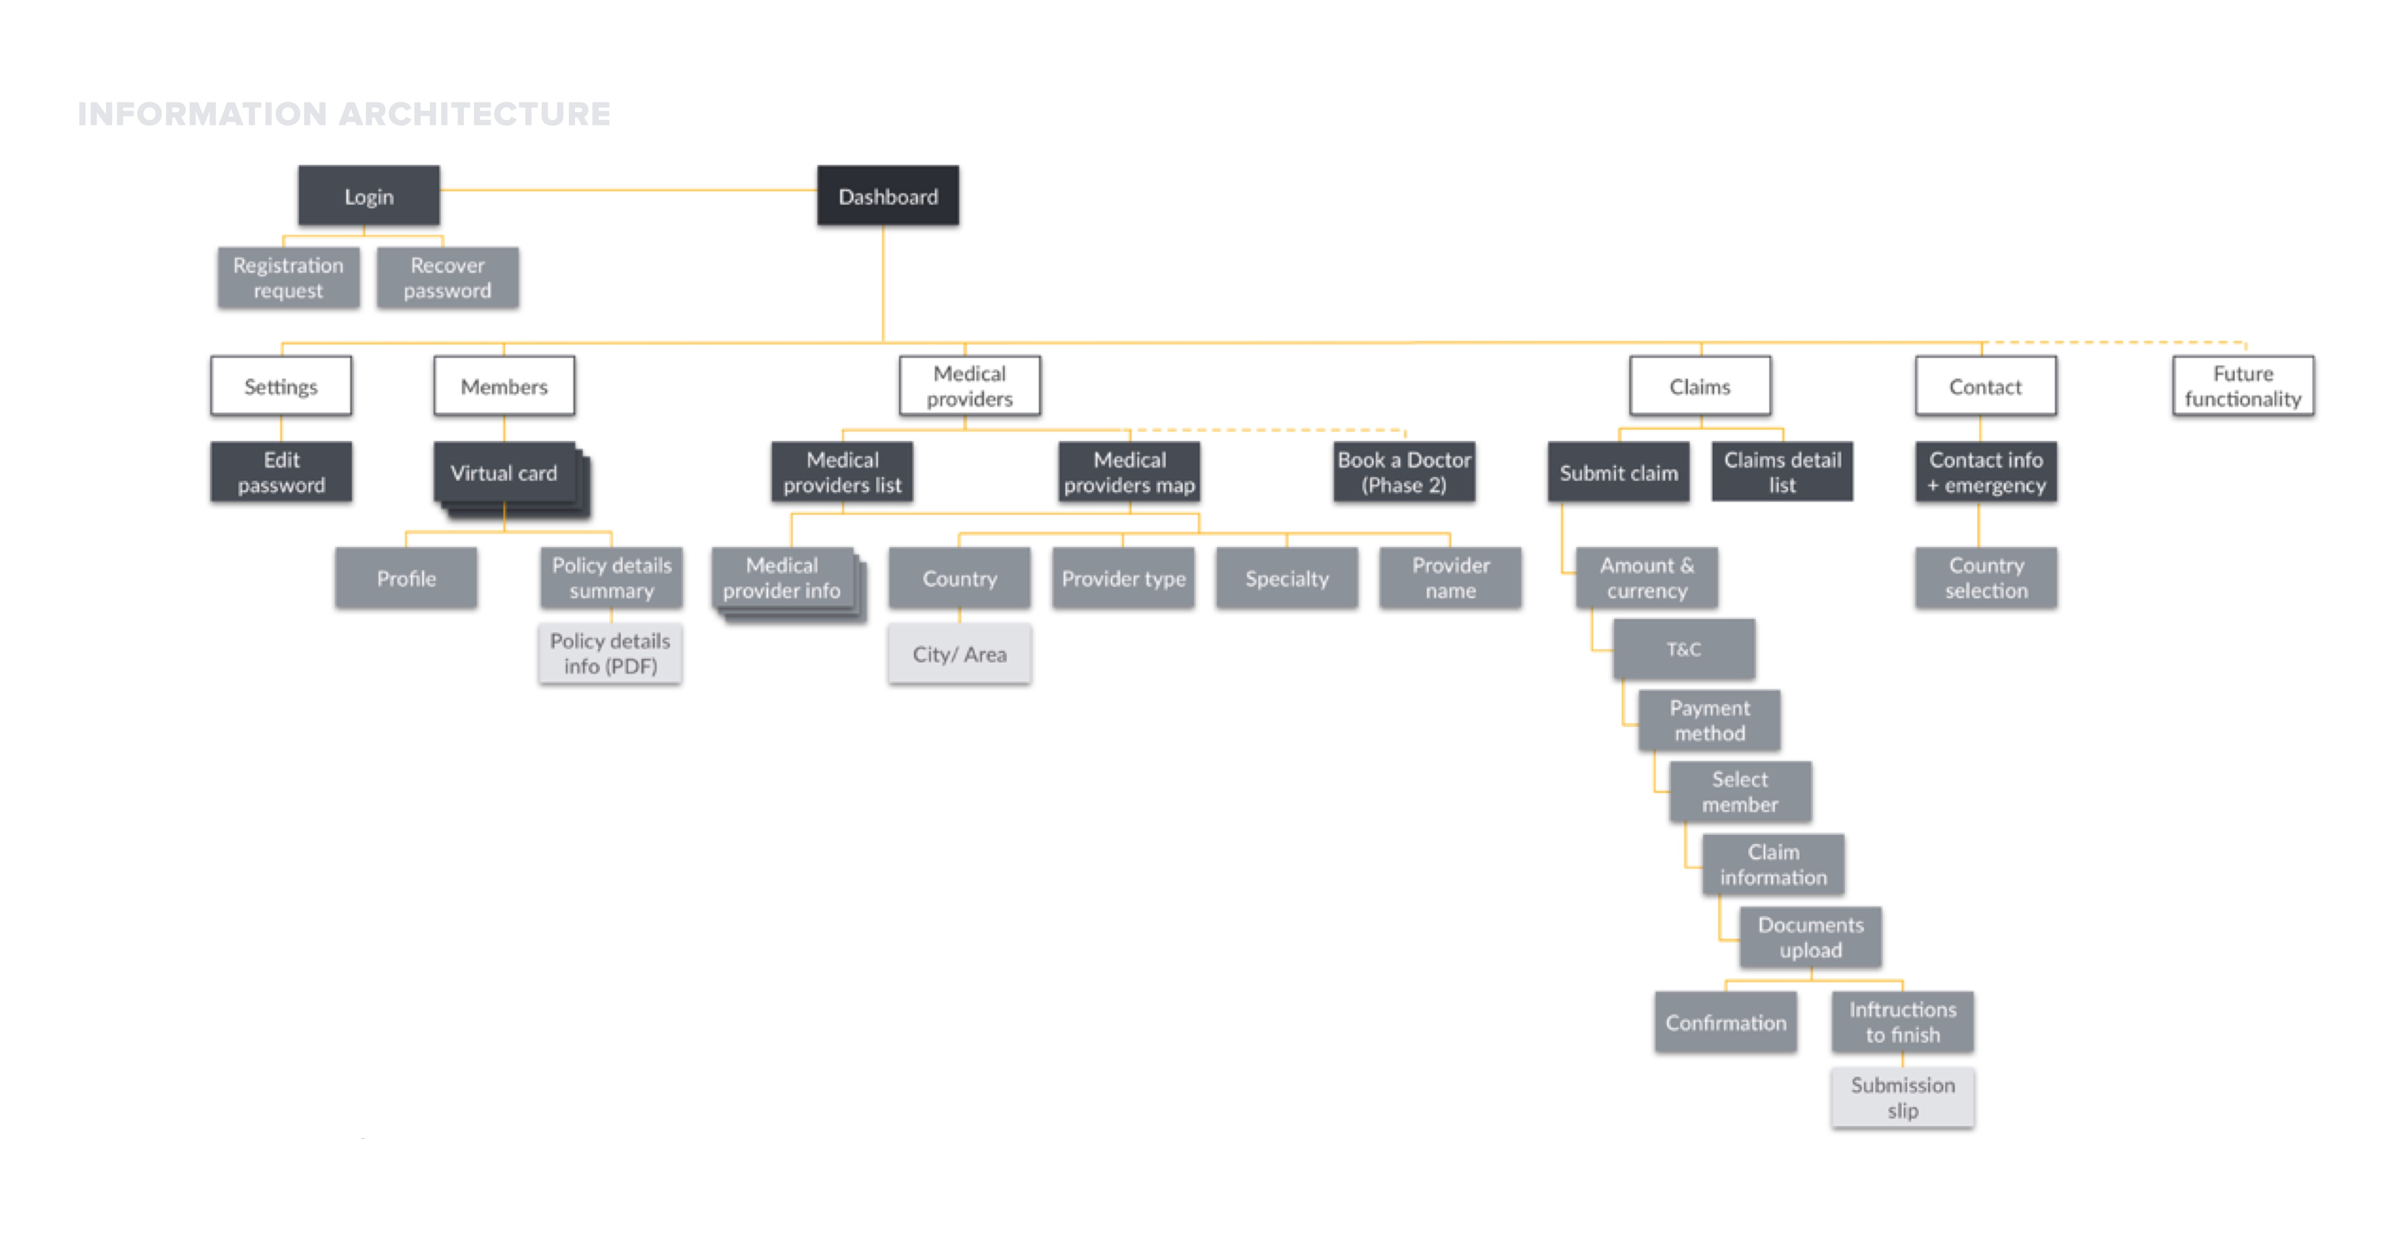 INFORMATION ARCHITECTURE
Login
Dashboard
Registration
request
Recover
password
Settings
Members
Medical
providers
Claims
Contact
Future
functionality
Edit
password
Virtual card
Medical
providers list
Medical
providers map
Book a Doctor
(Phase 2)
Submit claim
Claims detail
list
Contact info
+ emergency
Profile
Policy details
summary
Medical
provider info
Country
Provider type
Specialty
Provider
name
Amount &
currency
Country
selection
Policy details
info (PDF)
City/ Area
T&C
Payment
method
Select
member
Claim
information
Documents
upload
Confirmation
Inftructions
to finish
Submission
slip